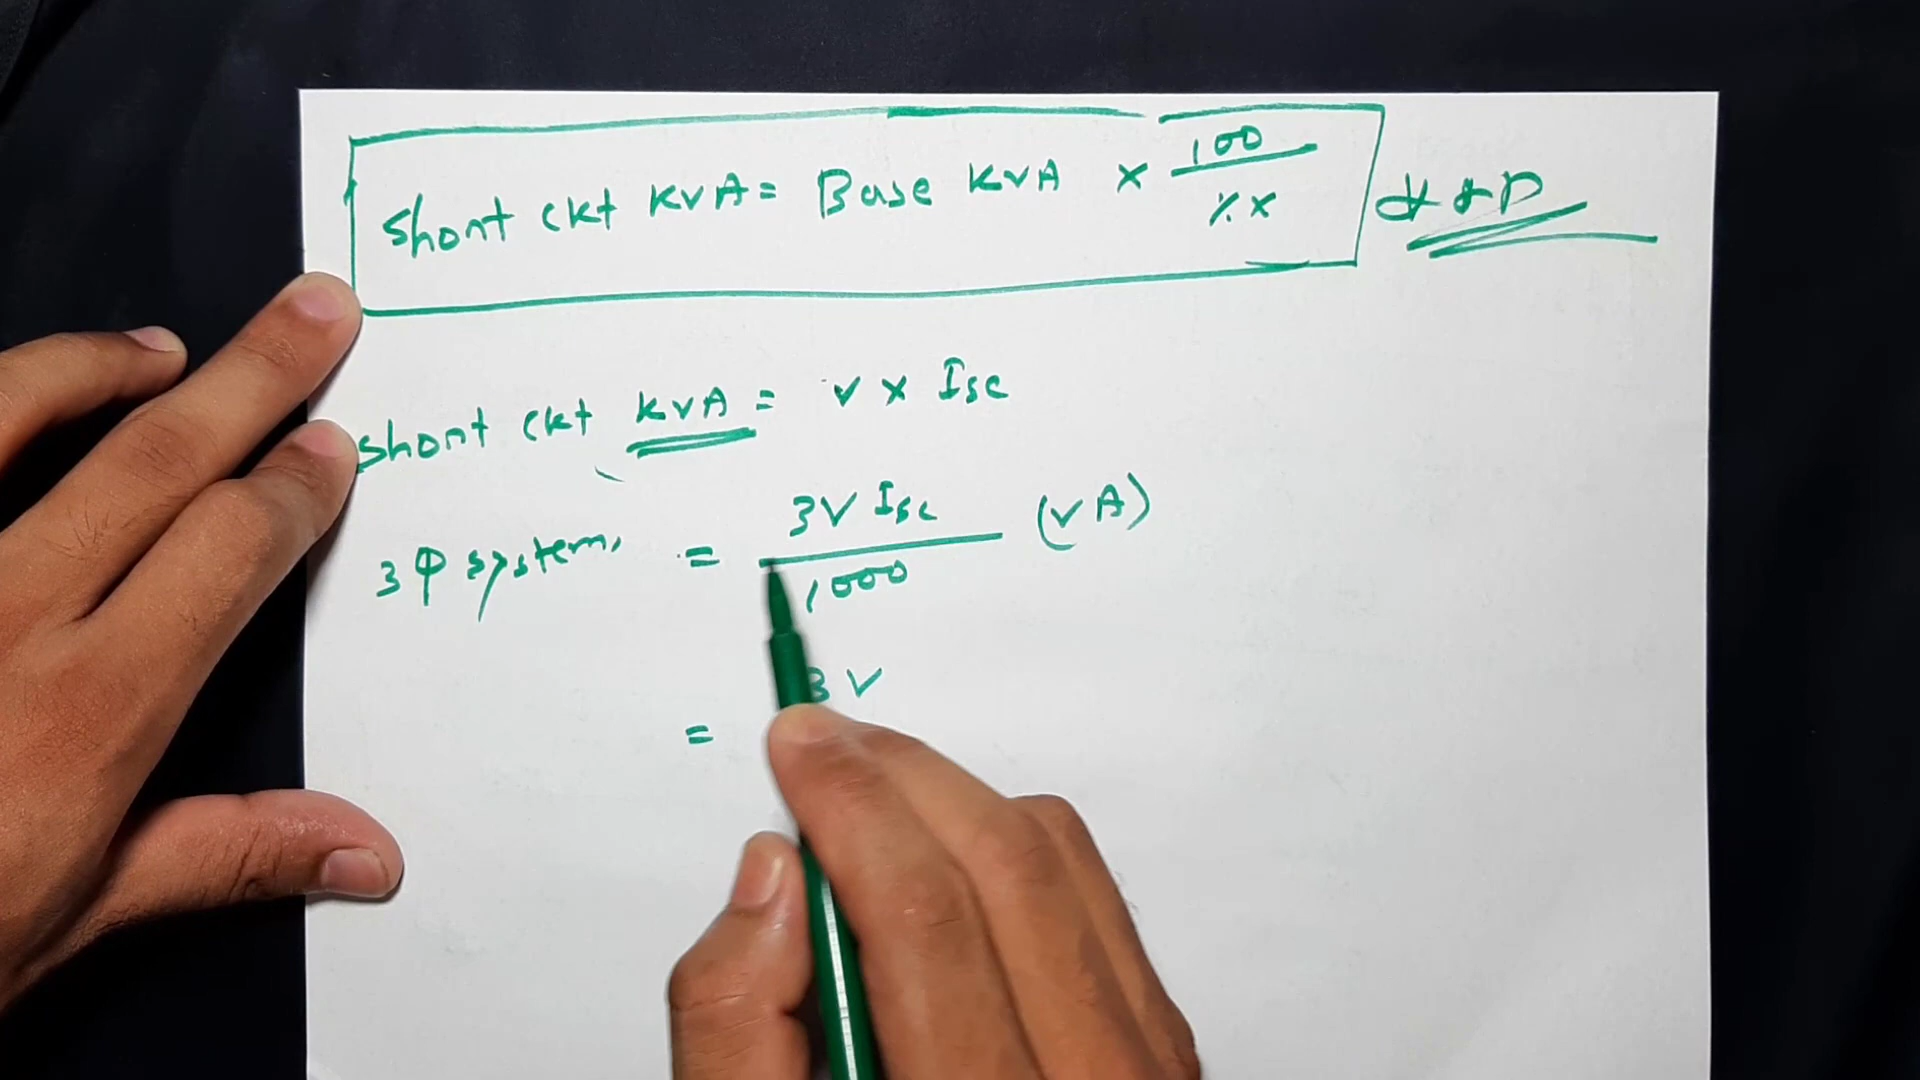 Short ckt KVA = Base KVA × 100 / %X
Short ckt KVA = V × Isc
3φ system, = 3V Isc / 1000 (VA)
= 3V